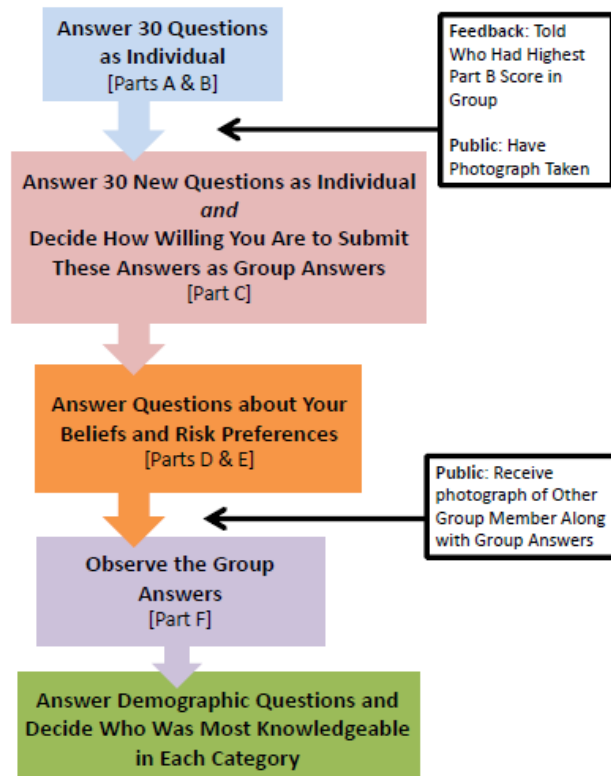 Answer 30 Questions
as Individual
[Parts A & B]
Feedback: Told
Who Had Highest
Part B Score in
Group
Public: Have
Photograph Taken
Answer 30 New Questions as Individual
and
Decide How Willing You Are to Submit
These Answers as Group Answers
[Part C]
Answer Questions about Your
Beliefs and Risk Preferences
[Parts D & E]
Public: Receive
photograph of Other
Group Member Along
with Group Answers
Observe the Group
Answers
[Part F]
Answer Demographic Questions and
Decide Who Was Most Knowledgeable
in Each Category